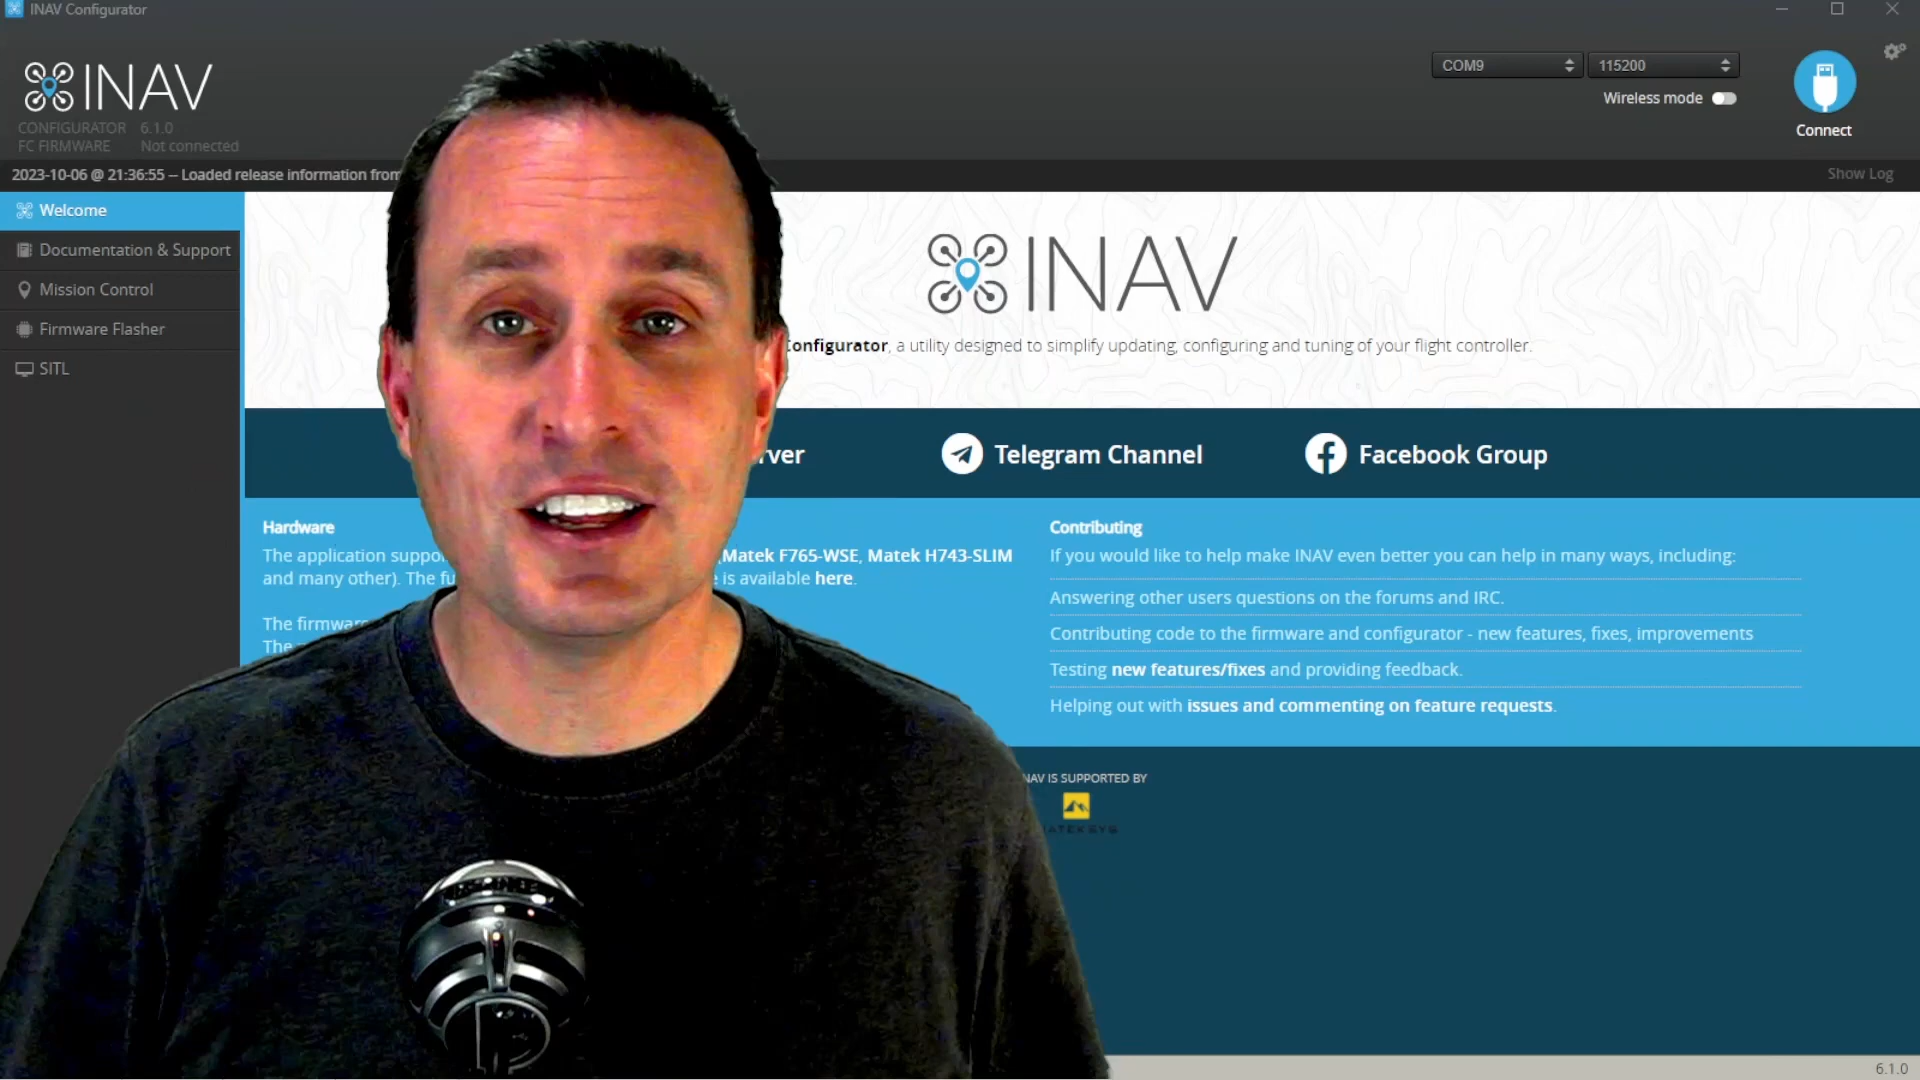 INAV Configurator
INAV
CONFIGURATOR 6.1.0
FC FIRMWARE Not connected
COM9
115200
Wireless mode
Connect
2023-10-06 @ 21:36:55 -- Loaded release information from
Show Log
Welcome
Documentation & Support
Mission Control
Firmware Flasher
SITL
INAV
Configurator, a utility designed to simplify updating, configuring and tuning of your flight controller.
rver
Telegram Channel
Facebook Group
Hardware
The application suppo
(Matek F765-WSE, Matek H743-SLIM
and many other). The fu
is available here.
The firmware
The
Contributing
If you would like to help make INAV even better you can help in many ways, including:
Answering other users questions on the forums and IRC.
Contributing code to the firmware and configurator - new features, fixes, improvements
Testing new features/fixes and providing feedback.
Helping out with issues and commenting on feature requests.
INAV IS SUPPORTED BY
MATEKSYS
6.1.0